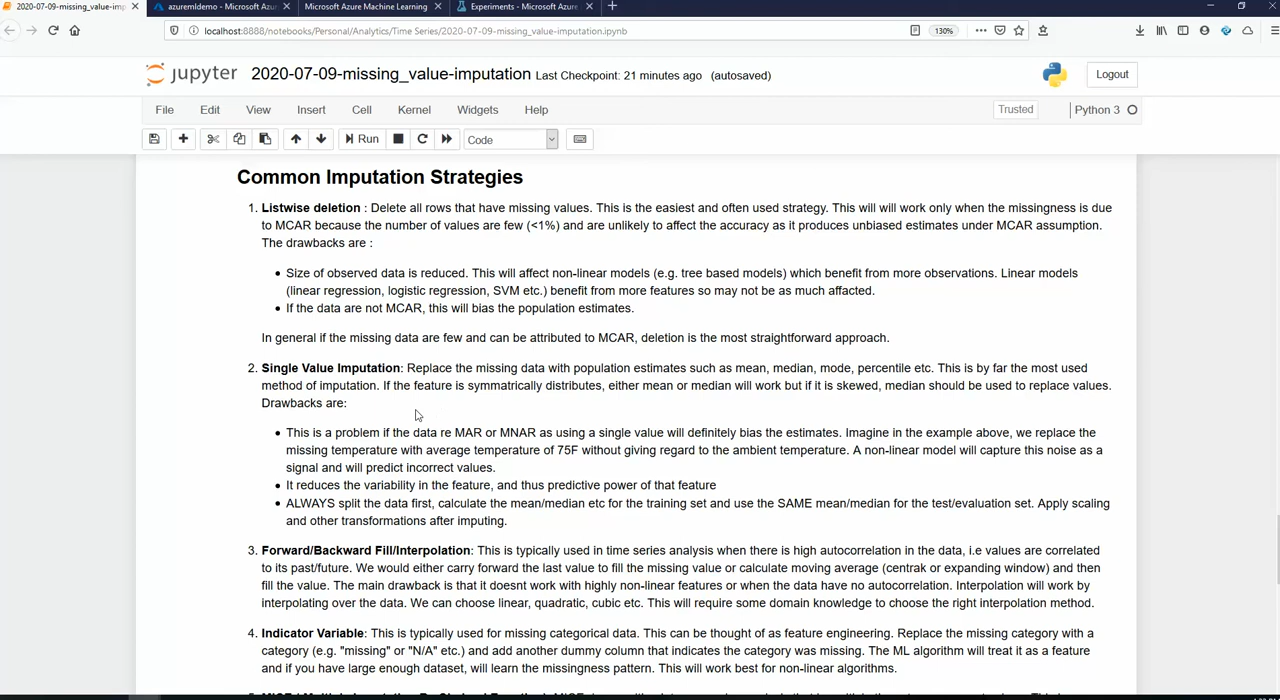 2020-07-09-missing_value-imp
azuremldemo - Microsoft Azu
Microsoft Azure Machine Learning
Experiments - Microsoft Azure
localhost:8888/notebooks/Personal/Analytics/Time Series/2020-07-09-missing_value-imputation.ipynb
130%
jupyter 2020-07-09-missing_value-imputation Last Checkpoint: 21 minutes ago (autosaved)
Logout
File Edit View Insert Cell Kernel Widgets Help
Trusted Python 3
Run Code
Common Imputation Strategies
1. Listwise deletion : Delete all rows that have missing values. This is the easiest and often used strategy. This will will work only when the missingness is due
to MCAR because the number of values are few (<1%) and are unlikely to affect the accuracy as it produces unbiased estimates under MCAR assumption.
The drawbacks are :
• Size of observed data is reduced. This will affect non-linear models (e.g. tree based models) which benefit from more observations. Linear models
(linear regression, logistic regression, SVM etc.) benefit from more features so may not be as much affacted.
• If the data are not MCAR, this will bias the population estimates.
In general if the missing data are few and can be attributed to MCAR, deletion is the most straightforward approach.
2. Single Value Imputation: Replace the missing data with population estimates such as mean, median, mode, percentile etc. This is by far the most used
method of imputation. If the feature is symmatrically distributes, either mean or median will work but if it is skewed, median should be used to replace values.
Drawbacks are:
• This is a problem if the data re MAR or MNAR as using a single value will definitely bias the estimates. Imagine in the example above, we replace the
missing temperature with average temperature of 75F without giving regard to the ambient temperature. A non-linear model will capture this noise as a
signal and will predict incorrect values.
• It reduces the variability in the feature, and thus predictive power of that feature
• ALWAYS split the data first, calculate the mean/median etc for the training set and use the SAME mean/median for the test/evaluation set. Apply scaling
and other transformations after imputing.
3. Forward/Backward Fill/Interpolation: This is typically used in time series analysis when there is high autocorrelation in the data, i.e values are correlated
to its past/future. We would either carry forward the last value to fill the missing value or calculate moving average (centrak or expanding window) and then
fill the value. The main drawback is that it doesnt work with highly non-linear features or when the data have no autocorrelation. Interpolation will work by
interpolating over the data. We can choose linear, quadratic, cubic etc. This will require some domain knowledge to choose the right interpolation method.
4. Indicator Variable: This is typically used for missing categorical data. This can be thought of as feature engineering. Replace the missing category with a
category (e.g. "missing" or "N/A" etc.) and add another dummy column that indicates the category was missing. The ML algorithm will treat it as a feature
and if you have large enough dataset, will learn the missingness pattern. This will work best for non-linear algorithms.